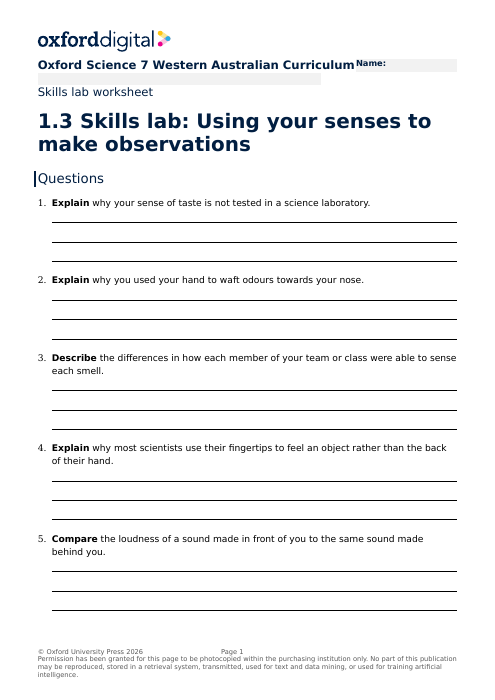 oxforddigital
Oxford Science 7 Western Australian Curriculum Name:
Skills lab worksheet
1.3 Skills lab: Using your senses to
make observations
Questions
1. Explain why your sense of taste is not tested in a science laboratory.
2. Explain why you used your hand to waft odours towards your nose.
3. Describe the differences in how each member of your team or class were able to sense
each smell.
4. Explain why most scientists use their fingertips to feel an object rather than the back
of their hand.
5. Compare the loudness of a sound made in front of you to the same sound made
behind you.
© Oxford University Press 2026 Page 1
Permission has been granted for this page to be photocopied within the purchasing institution only. No part of this publication
may be reproduced, stored in a retrieval system, transmitted, used for text and data mining, or used for training artificial
intelligence.